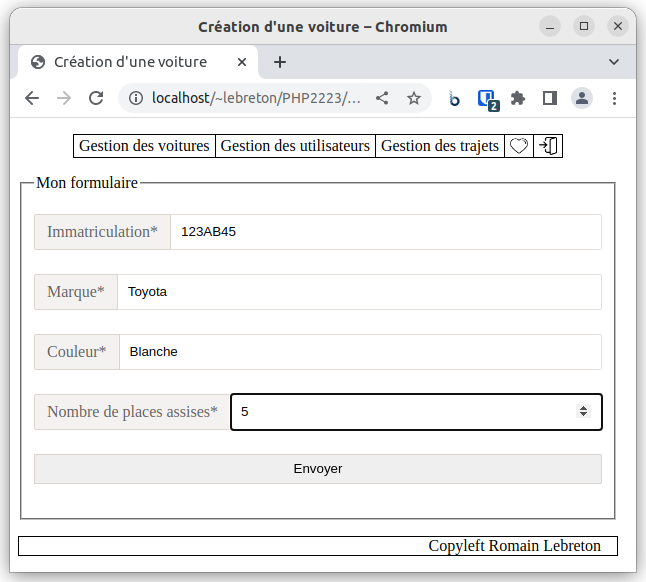 Création d'une voiture – Chromium
Création d'une voiture
localhost/~lebreton/PHP2223/...
2
Gestion des voitures Gestion des utilisateurs Gestion des trajets
Mon formulaire
Immatriculation* 123AB45
Marque* Toyota
Couleur* Blanche
Nombre de places assises* 5
Envoyer
Copyleft Romain Lebreton